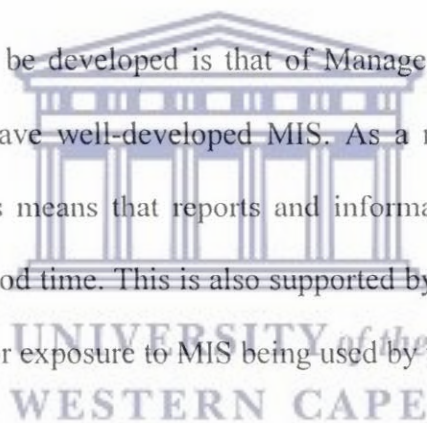 be developed is that of Manage
ave well-developed MIS. As a
s means that reports and informa
od time. This is also supported by
UNIVERSITY of the
r exposure to MIS being used by
WESTERN CAPE